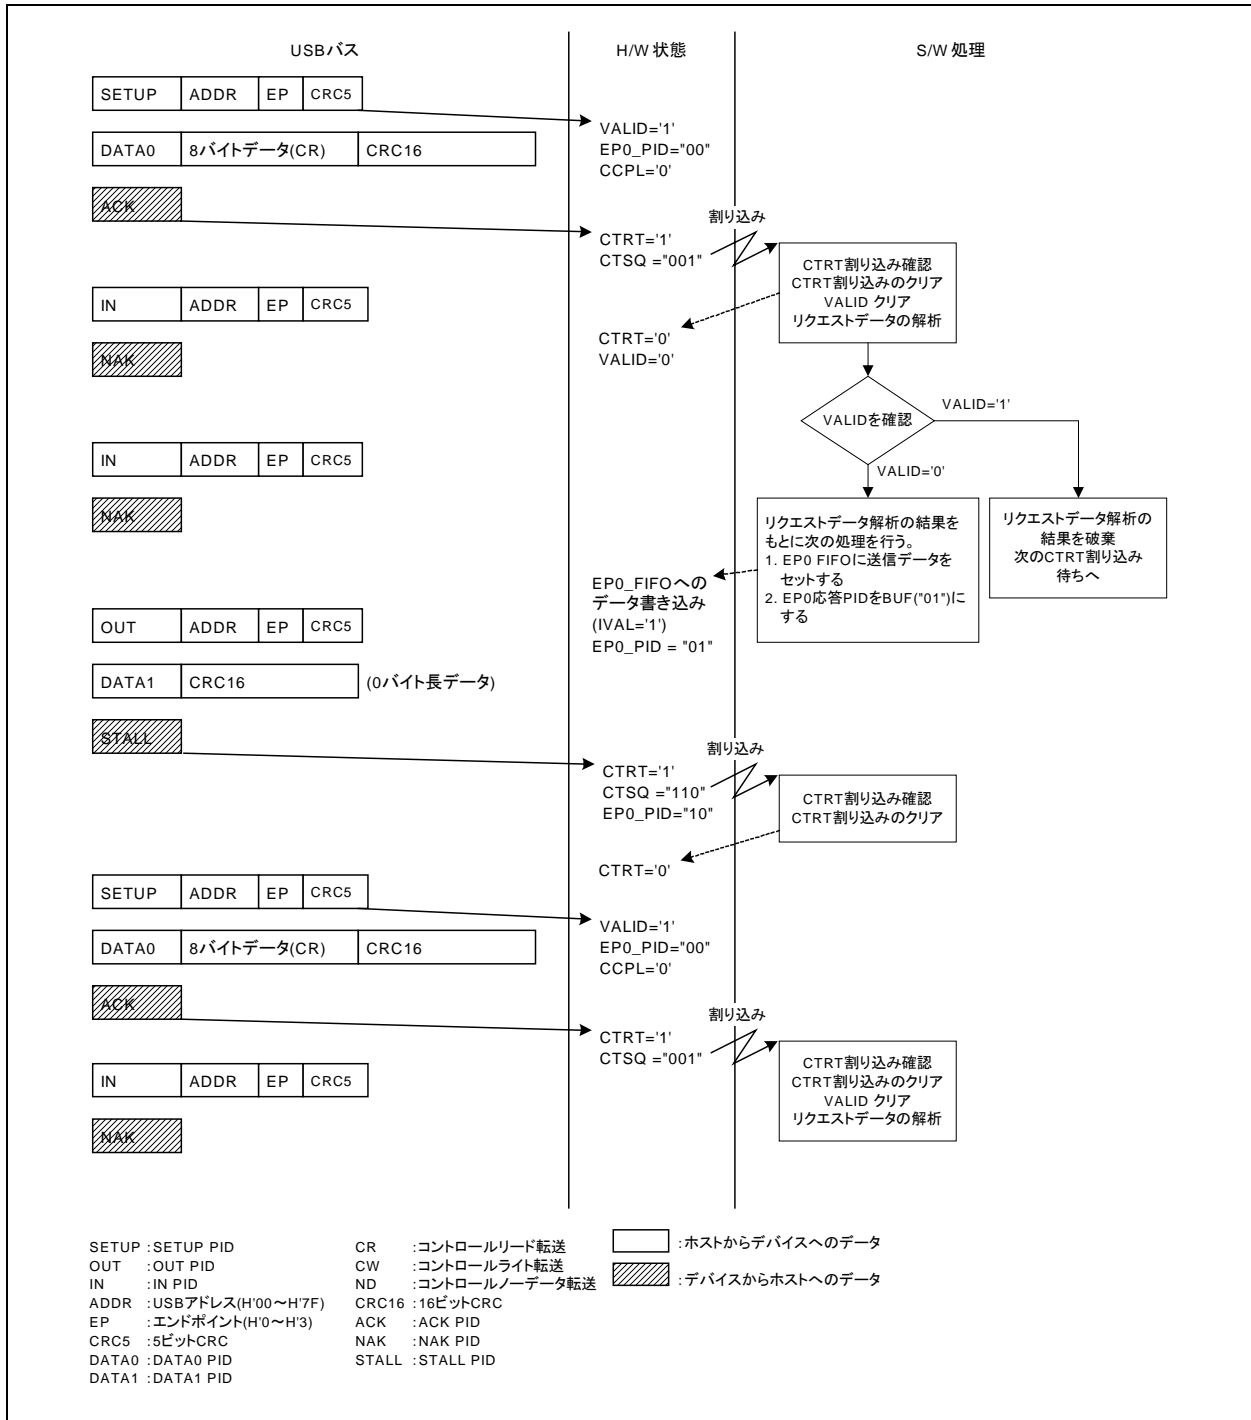 USBバス
H/W 状態
S/W 処理
SETUP ADDR EP CRC5
VALID='1'
EP0_PID="00"
CCPL='0'
DATA0 8バイトデータ(CR) CRC16
ACK
割り込み
CTRT='1'
CTSQ ="001"
CTRT割り込み確認
CTRT割り込みのクリア
VALID クリア
リクエストデータの解析
IN ADDR EP CRC5
CTRT='0'
VALID='0'
NAK
VALIDを確認
VALID='1'
VALID='0'
IN ADDR EP CRC5
NAK
リクエストデータ解析の結果を
もとに次の処理を行う。
1. EP0 FIFOに送信データを
セットする
2. EP0応答PIDをBUF("01")に
する
リクエストデータ解析の
結果を破棄
次のCTRT割り込み
待ちへ
EP0_FIFOへの
データ書き込み
(IVAL='1')
EP0_PID = "01"
OUT ADDR EP CRC5
DATA1 CRC16 (0バイト長データ)
STALL
割り込み
CTRT='1'
CTSQ ="110"
EP0_PID="10"
CTRT割り込み確認
CTRT割り込みのクリア
CTRT='0'
SETUP ADDR EP CRC5
VALID='1'
EP0_PID="00"
CCPL='0'
DATA0 8バイトデータ(CR) CRC16
ACK
割り込み
CTRT='1'
CTSQ ="001"
CTRT割り込み確認
CTRT割り込みのクリア
VALID クリア
リクエストデータの解析
IN ADDR EP CRC5
NAK
SETUP :SETUP PID
OUT :OUT PID
IN :IN PID
ADDR :USBアドレス(H'00～H'7F)
EP :エンドポイント(H'0～H'3)
CRC5 :5ビットCRC
DATA0 :DATA0 PID
DATA1 :DATA1 PID
CR :コントロールリード転送
CW :コントロールライト転送
ND :コントロールノーデータ転送
CRC16 :16ビットCRC
ACK :ACK PID
NAK :NAK PID
STALL :STALL PID
:ホストからデバイスへのデータ
:デバイスからホストへのデータ